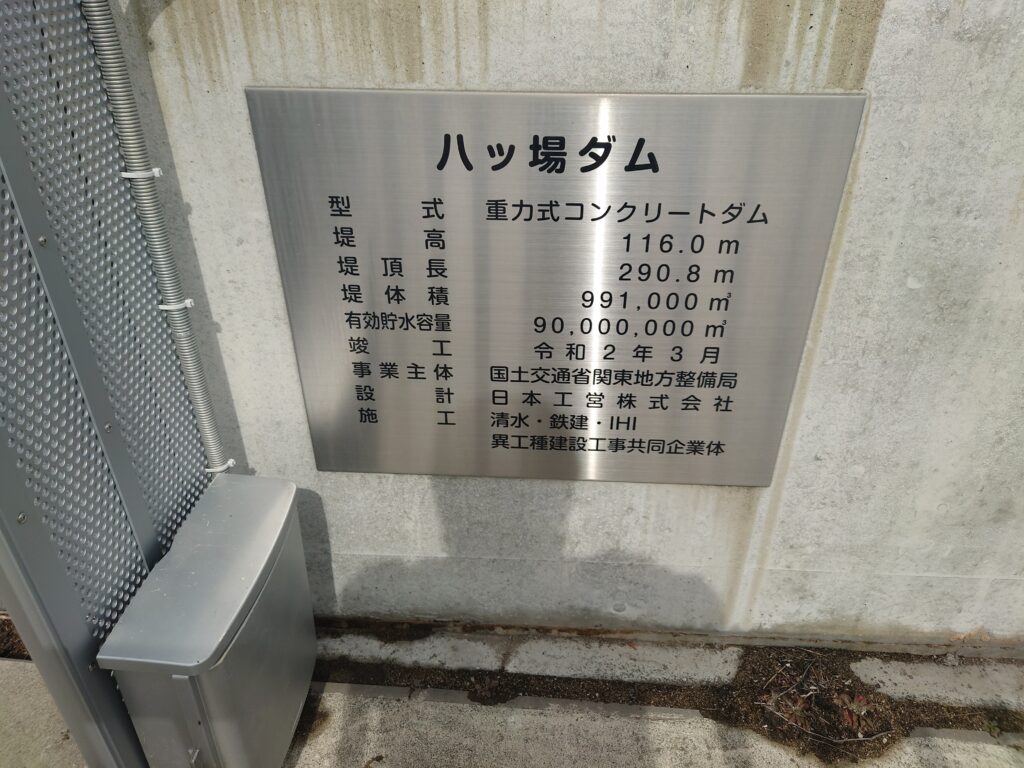 八ッ場ダム
型式 重力式コンクリートダム
堤高 116.0 m
堤頂長 290.8 m
堤体積 991,000 ㎥
有効貯水容量 90,000,000 ㎥
竣工 令和2年3月
事業主体 国土交通省関東地方整備局
設計 日本工営株式会社
施工 清水・鉄建・IHI
異工種建設工事共同企業体